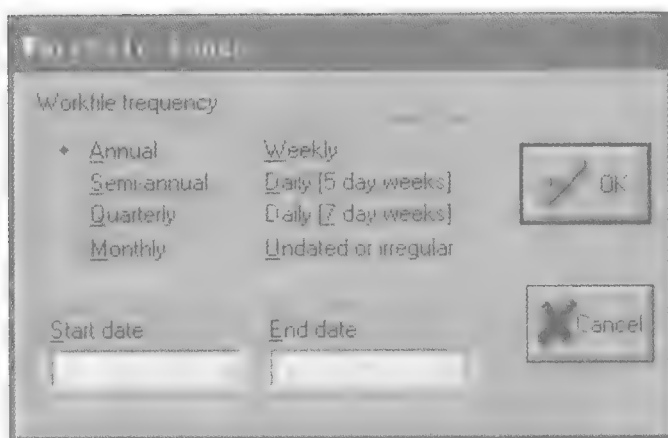 Workfile frequency
Annual
Semi-annual
Quarterly
Monthly
Weekly
Daily [5 day weeks]
Daily [7 day weeks]
Undated or irregular
OK
Start date
End date
Cancel